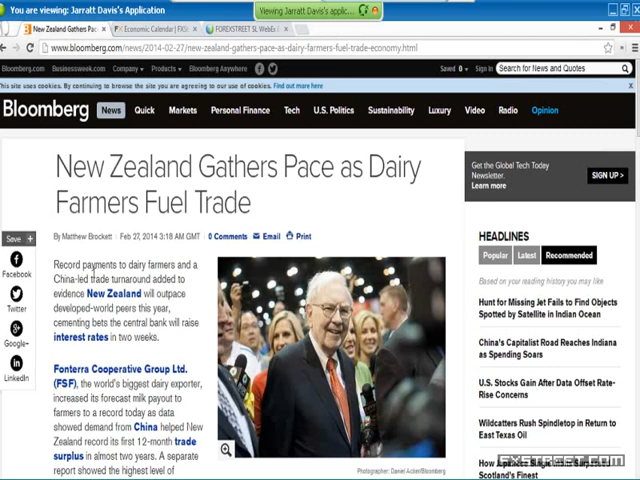 You are viewing: Jarratt Davis's Application
Viewing Jarratt Davis's applic...
New Zealand Gathers Pac
Economic Calendar | FXSt
FOREXSTREET SL WebEx E
www.bloomberg.com/news/2014-02-27/new-zealand-gathers-pace-as-dairy-farmers-fuel-trade-economy.html
Bloomberg.com Businessweek.com Company Products Bloomberg Anywhere Saved 0 Sign In Search for News and Quotes
This site uses cookies. By continuing to browse the site you are agreeing to our use of cookies. Find out more X
Bloomberg News Quick Markets Personal Finance Tech U.S. Politics Sustainability Luxury Video Radio Opinion
New Zealand Gathers Pace as Dairy
Farmers Fuel Trade
By Matthew Brockett Feb 27, 2014 3:18 AM GMT 0 Comments Email Print
Save +
Facebook
Twitter
Google+
LinkedIn
Record payments to dairy farmers and a
China-led trade turnaround added to
evidence New Zealand will outpace
developed-world peers this year,
cementing bets the central bank will raise
interest rates in two weeks.
Fonterra Cooperative Group Ltd.
(FSF), the world's biggest dairy exporter,
increased its forecast milk payout to
farmers to a record today as data
showed demand from China helped New
Zealand record its first 12-month trade
surplus in almost two years. A separate
report showed the highest level of
Photographer: Daniel Acker/Bloomberg
Get the Global Tech Today
Newsletter.
Learn more
SIGN UP >
HEADLINES
Popular Latest Recommended
Based on your reading history you may like
Hunt for Missing Jet Fails to Find Objects
Spotted by Satellite in Indian Ocean
China's Capitalist Road Reaches Indiana
as Spending Soars
U.S. Stocks Gain After Data Offset Rate-
Rise Concerns
Wildcatters Rush Spindletop in Return to
East Texas Oil
Scotland's Finest
FXSTREET.COM